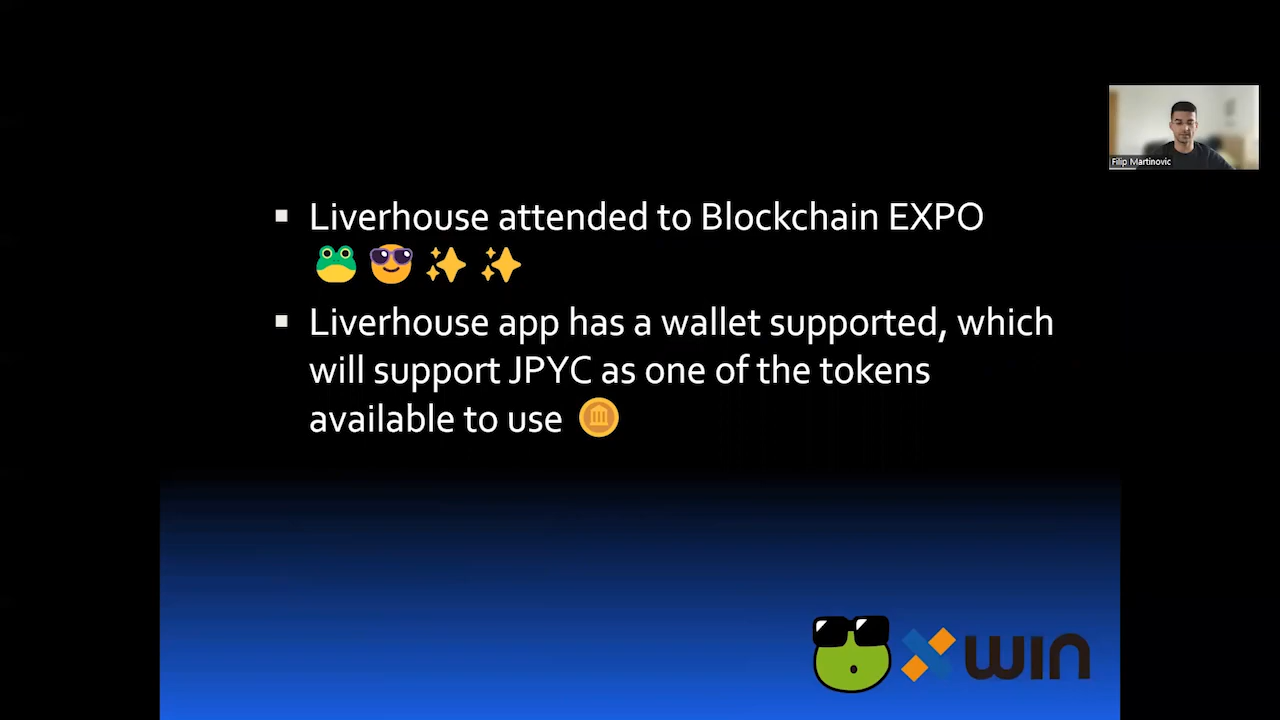 Filip Martinovic
▪ Liverhouse attended to Blockchain EXPO
🐸 😎 ✨ ✨
▪ Liverhouse app has a wallet supported, which
will support JPYC as one of the tokens
available to use
win